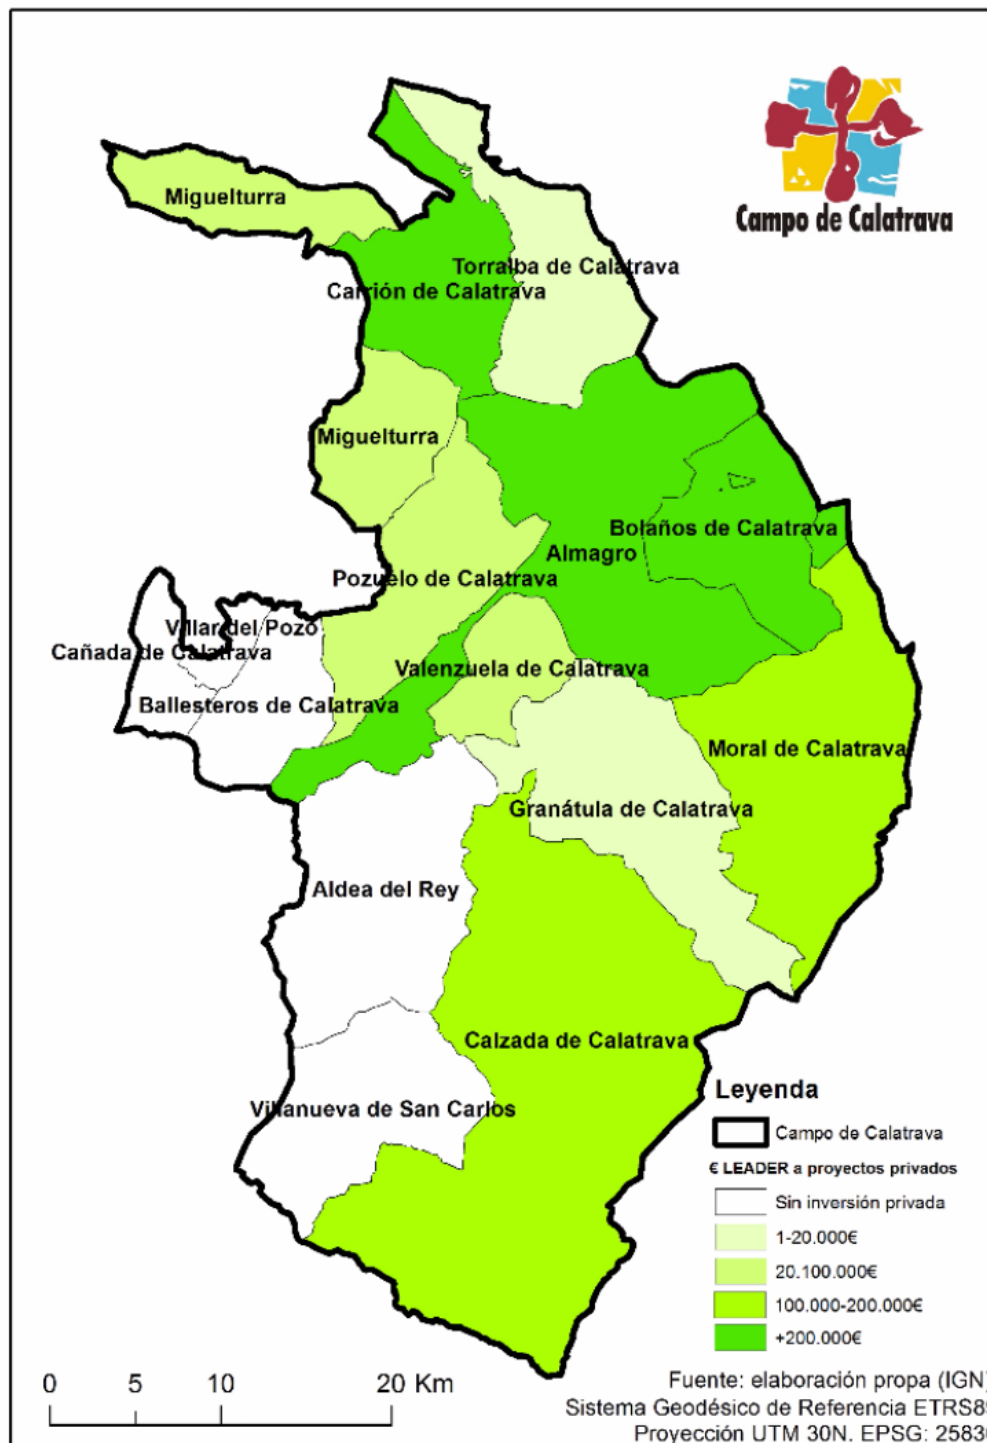 Campo de Calatrava
Miguelturra
Torralba de Calatrava
Carrión de Calatrava
Miguelturra
Bolaños de Calatrava
Almagro
Pozuelo de Calatrava
Villar del Pozo
Cañada de Calatrava
Valenzuela de Calatrava
Ballesteros de Calatrava
Moral de Calatrava
Granátula de Calatrava
Aldea del Rey
Calzada de Calatrava
Villanueva de San Carlos
Leyenda
Campo de Calatrava
€ LEADER a proyectos privados
Sin inversión privada
1-20.000€
20.100.000€
100.000-200.000€
+200.000€
0 5 10 20 Km
Fuente: elaboración propa (IGN)
Sistema Geodésico de Referencia ETRS89
Proyección UTM 30N. EPSG: 25830